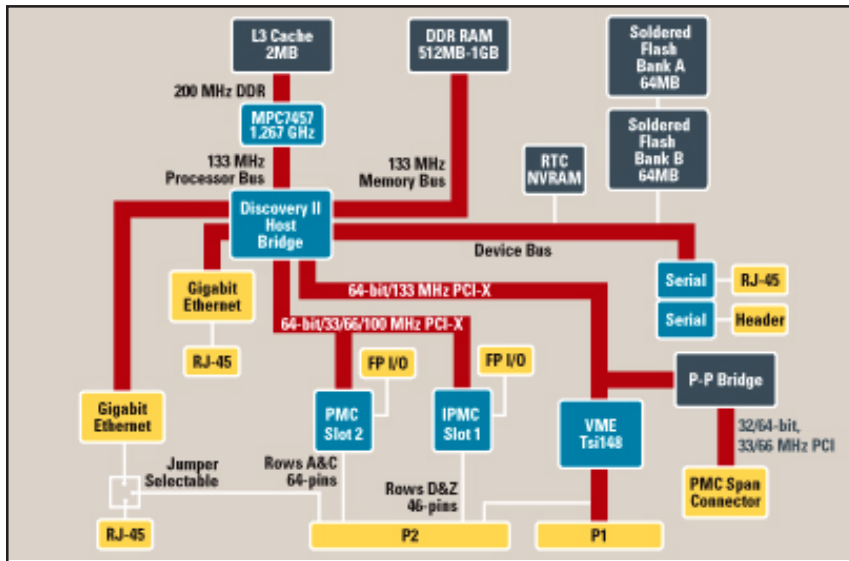 L3 Cache
2MB
DDR RAM
512MB-1GB
Soldered
Flash
Bank A
64MB
200 MHz DDR
MPC7457
1.267 GHz
Soldered
Flash
Bank B
64MB
133 MHz
Processor Bus
133 MHz
Memory Bus
RTC
NVRAM
Discovery II
Host
Bridge
Device Bus
Gigabit
Ethernet
64-bit/133 MHz PCI-X
Serial
RJ-45
Serial
Header
64-bit/33/66/100 MHz PCI-X
RJ-45
FP I/O
FP I/O
P-P Bridge
Gigabit
Ethernet
PMC
Slot 2
IPMC
Slot 1
VME
Tsi148
32/64-bit,
33/66 MHz PCI
Jumper
Selectable
Rows A&C
64-pins
Rows D&Z
46-pins
PMC Span
Connector
RJ-45
P2
P1